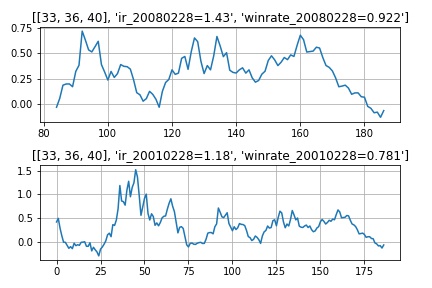 [[33, 36, 40], 'ir_20080228=1.43', 'winrate_20080228=0.922']
0.75
0.50
0.25
0.00
80 100 120 140 160 180
[[33, 36, 40], 'ir_20010228=1.18', 'winrate_20010228=0.781']
1.5
1.0
0.5
0.0
0 25 50 75 100 125 150 175